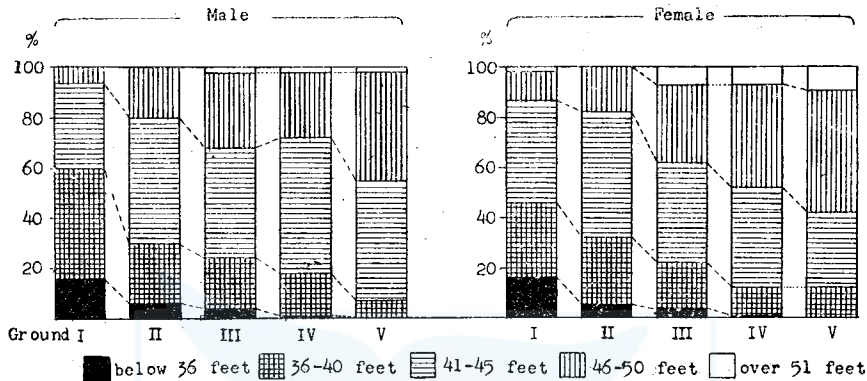 Male Female
% %
100 100
80 80
60 60
40 40
20 20
Ground I II III IV V I II III IV V
below 36 feet 36-40 feet 41-45 feet 46-50 feet over 51 feet